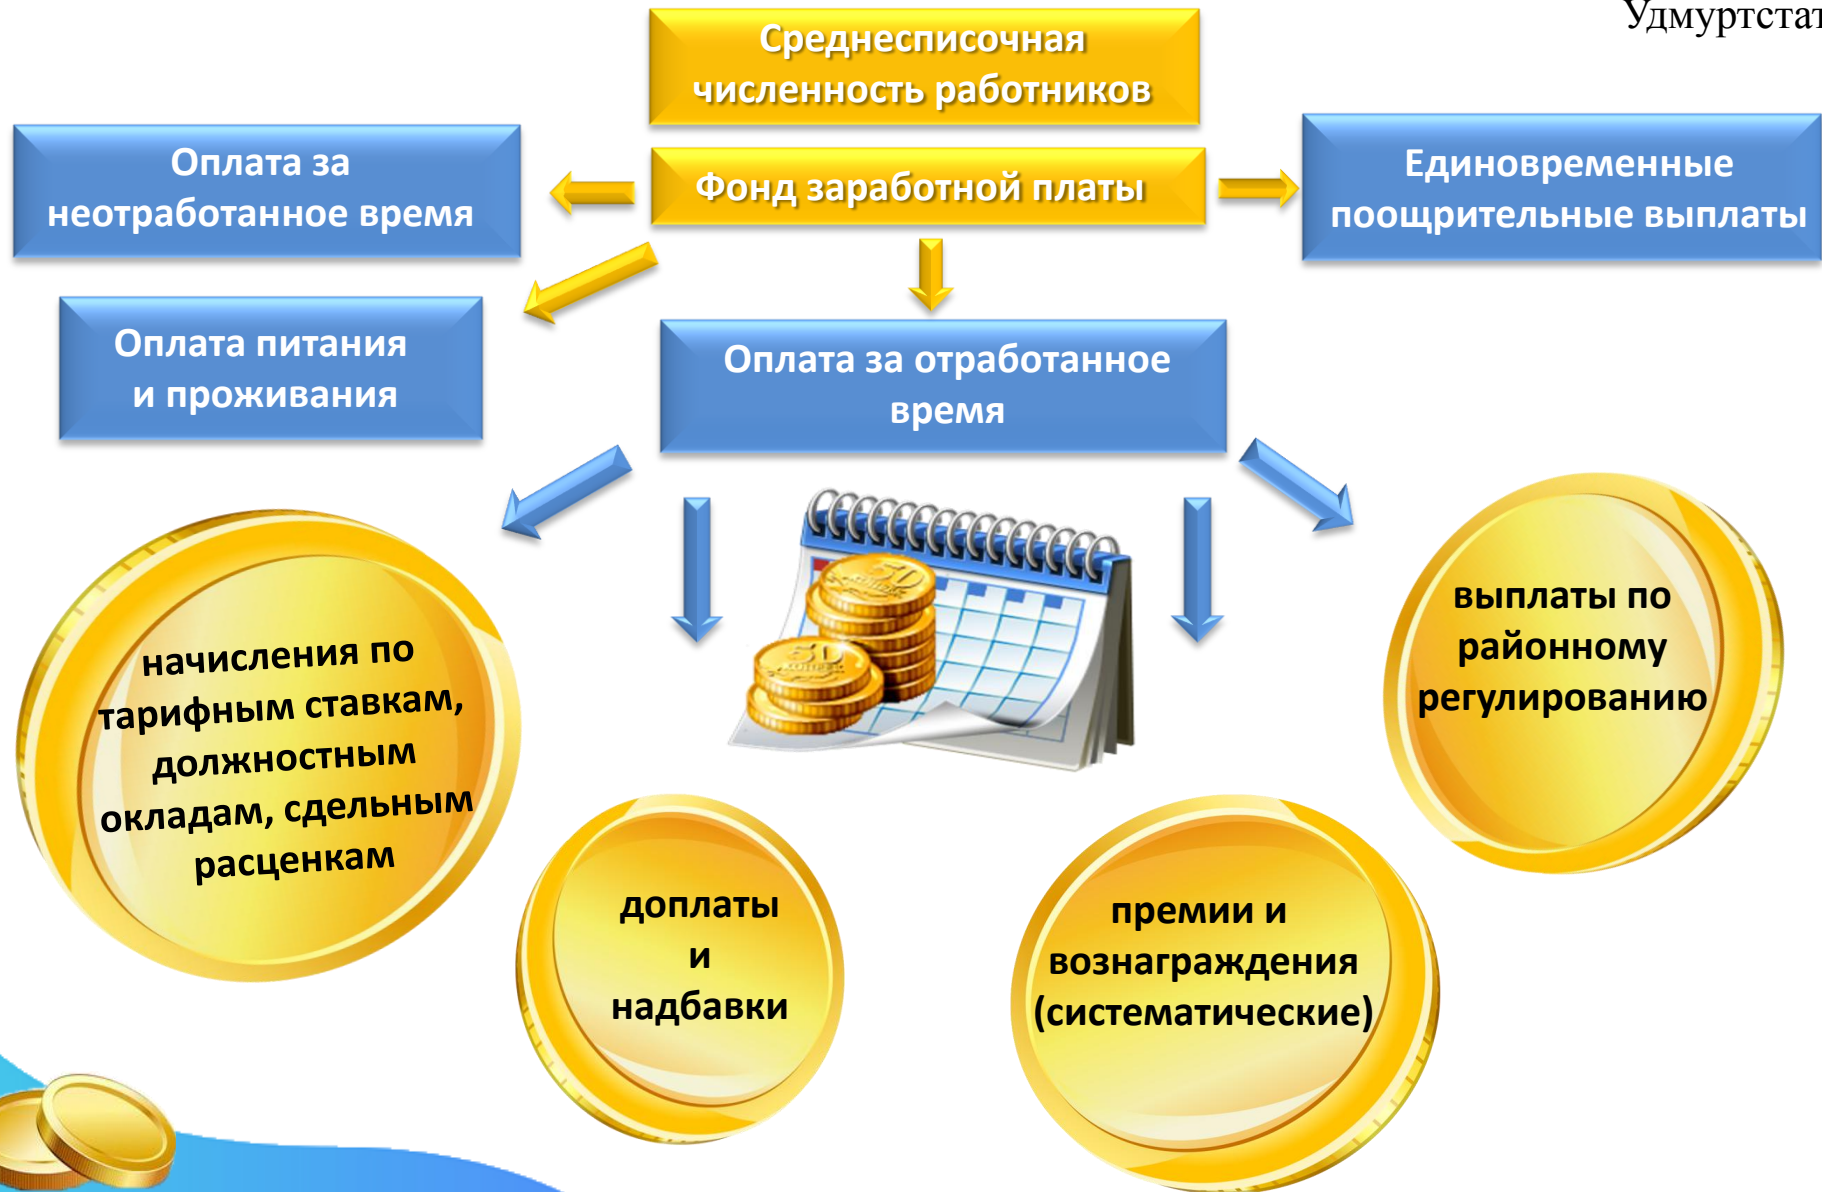 Удмуртстат
Среднесписочная
численность работников
Оплата за
неотработанное время
Фонд заработной платы
Единовременные
поощрительные выплаты
Оплата питания
и проживания
Оплата за отработанное
время
начисления по
тарифным ставкам,
должностным
окладам, сдельным
расценкам
доплаты
и
надбавки
премии и
вознаграждения
(систематические)
выплаты по
районному
регулированию
50
50